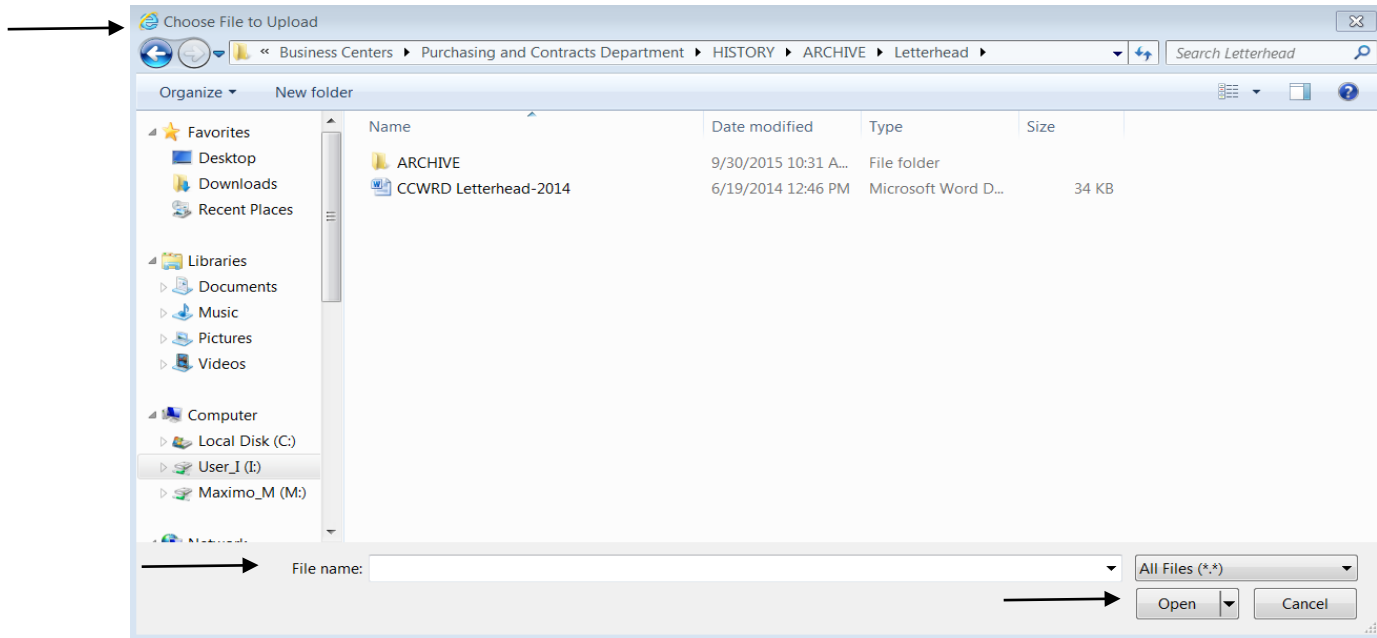 Choose File to Upload
« Business Centers Purchasing and Contracts Department HISTORY ARCHIVE Letterhead Search Letterhead
Organize New folder
Name Date modified Type Size
ARCHIVE 9/30/2015 10:31 A... File folder
CCWRD Letterhead-2014 6/19/2014 12:46 PM Microsoft Word D... 34 KB
Favorites
Desktop
Downloads
Recent Places
Libraries
Documents
Music
Pictures
Videos
Computer
Local Disk (C:)
User_I (I:)
Maximo_M (M:)
Network
File name: All Files (*.*)
Open Cancel